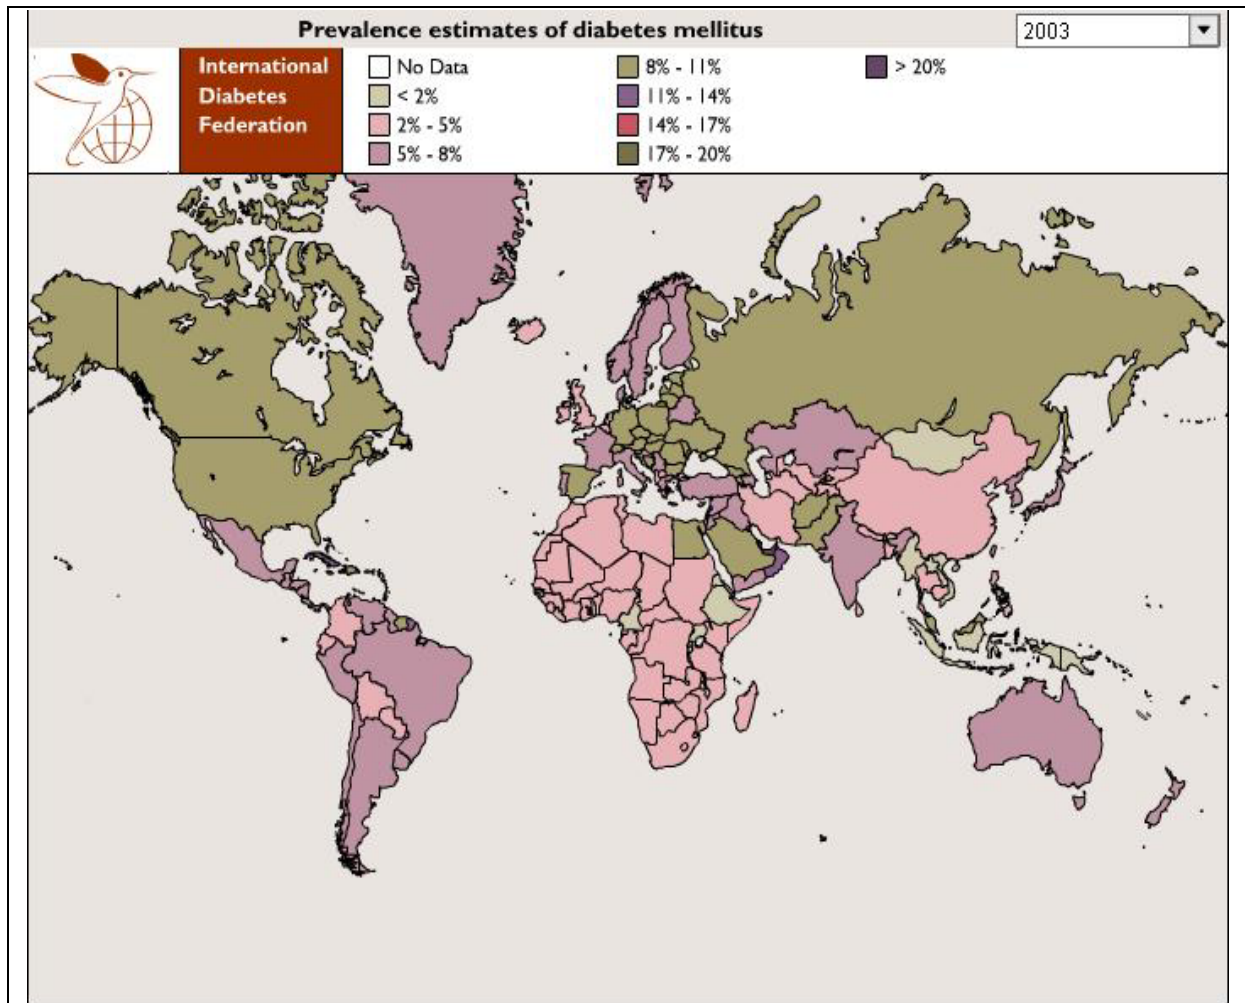 Prevalence estimates of diabetes mellitus
2003
International
Diabetes
Federation
No Data
< 2%
2% - 5%
5% - 8%
8% - 11%
11% - 14%
14% - 17%
17% - 20%
> 20%